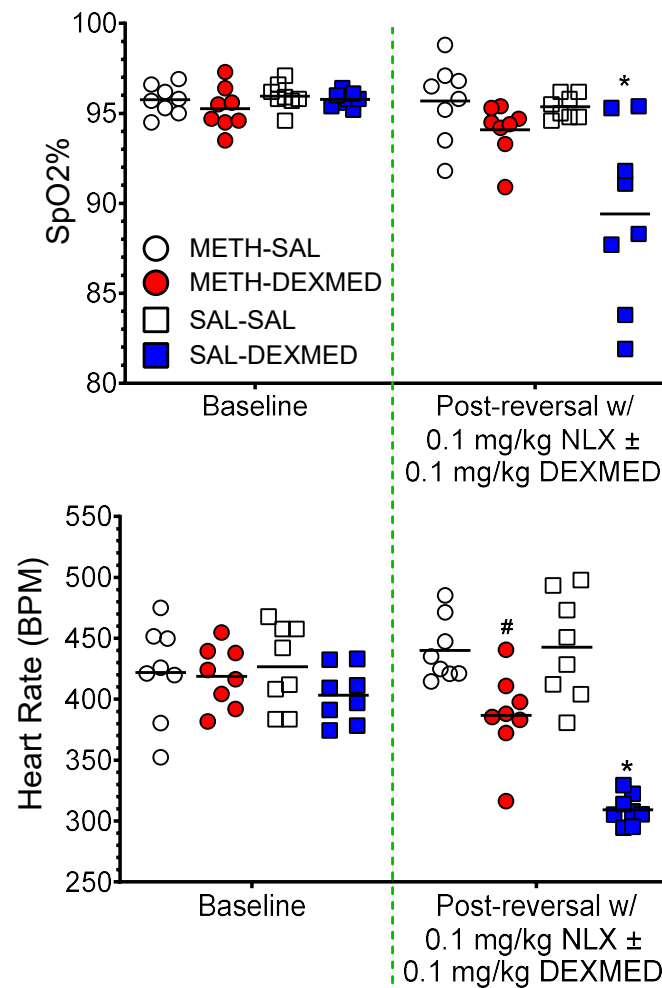 100
95
90
85
80
SpO2%
METH-SAL
METH-DEXMED
SAL-SAL
SAL-DEXMED
*
Baseline
Post-reversal w/
0.1 mg/kg NLX ±
0.1 mg/kg DEXMED
550
500
450
400
350
300
250
Heart Rate (BPM)
#
*
Baseline
Post-reversal w/
0.1 mg/kg NLX ±
0.1 mg/kg DEXMED